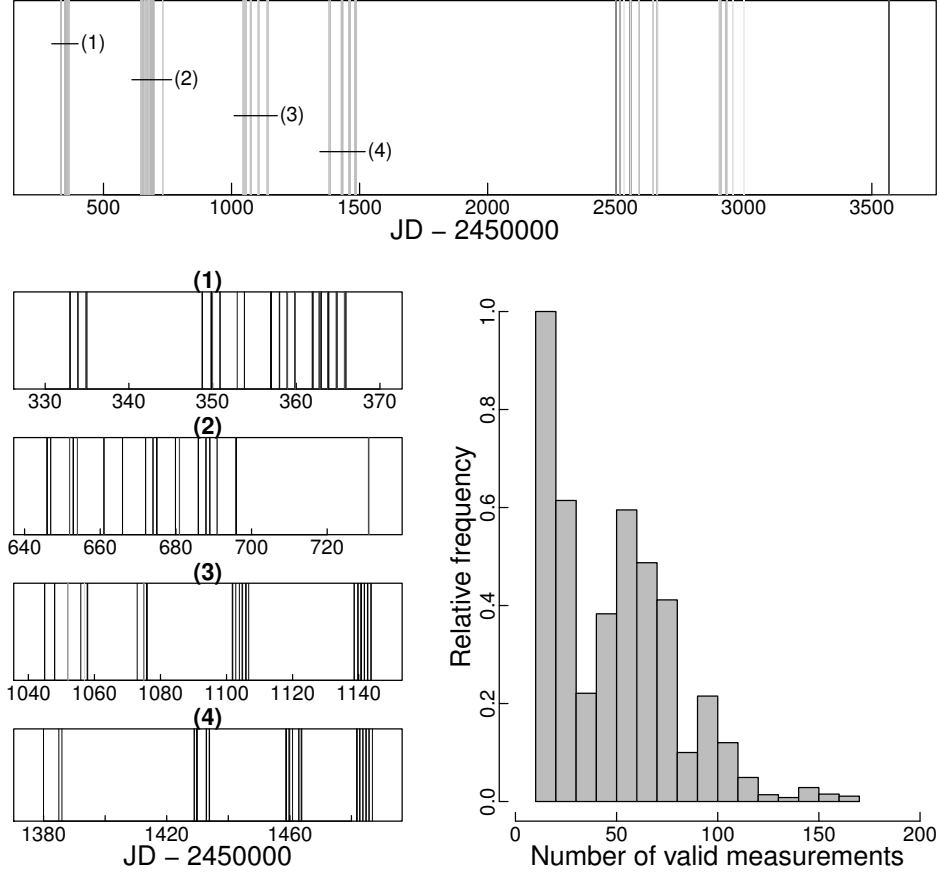 (1)
(2)
(3)
(4)
500 1000 1500 2000 2500 3000 3500
JD − 2450000
(1)
330 340 350 360 370
(2)
640 660 680 700 720
(3)
1040 1060 1080 1100 1120 1140
(4)
1380 1420 1460
JD − 2450000
Relative frequency
1.0
0.8
0.6
0.4
0.2
0.0
0 50 100 150 200
Number of valid measurements